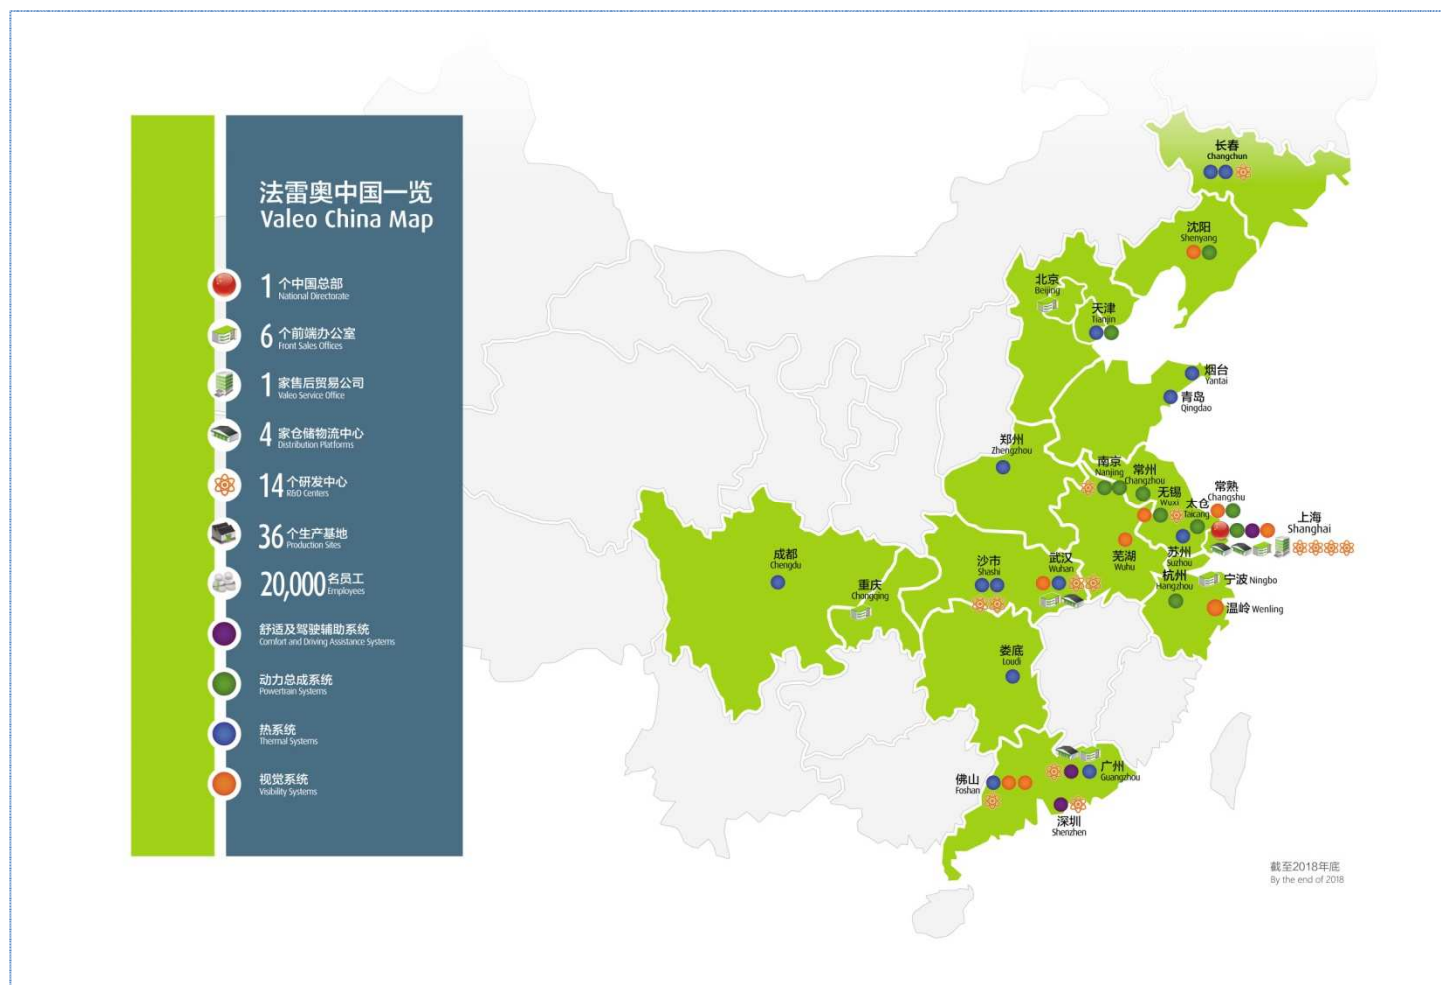 法雷奥中国一览
Valeo China Map
1 个中国总部
National Directorate
6 个前端办公室
Front Sales Offices
1 家售后贸易公司
Valeo Service Office
4 家仓储物流中心
Distribution Platforms
14 个研发中心
R&D Centers
36 个生产基地
Production Sites
20,000 名员工
Employees
舒适及驾驶辅助系统
Comfort and Driving Assistance Systems
动力总成系统
Powertrain Systems
热系统
Thermal Systems
视觉系统
Visibility Systems
长春
Changchun
沈阳
Shenyang
北京
Beijing
天津
Tianjin
烟台
Yantai
青岛
Qingdao
郑州
Zhengzhou
南京
Nanjing
常州
Changzhou
无锡
Wuxi
太仓
Taicang
常熟
Changshu
上海
Shanghai
成都
Chengdu
重庆
Chongqing
沙市
Shashi
武汉
Wuhan
芜湖
Wuhu
苏州
Suzhou
杭州
Hangzhou
宁波 Ningbo
温岭 Wenling
娄底
Loudi
佛山
Foshan
广州
Guangzhou
深圳
Shenzhen
截至2018年底
By the end of 2018